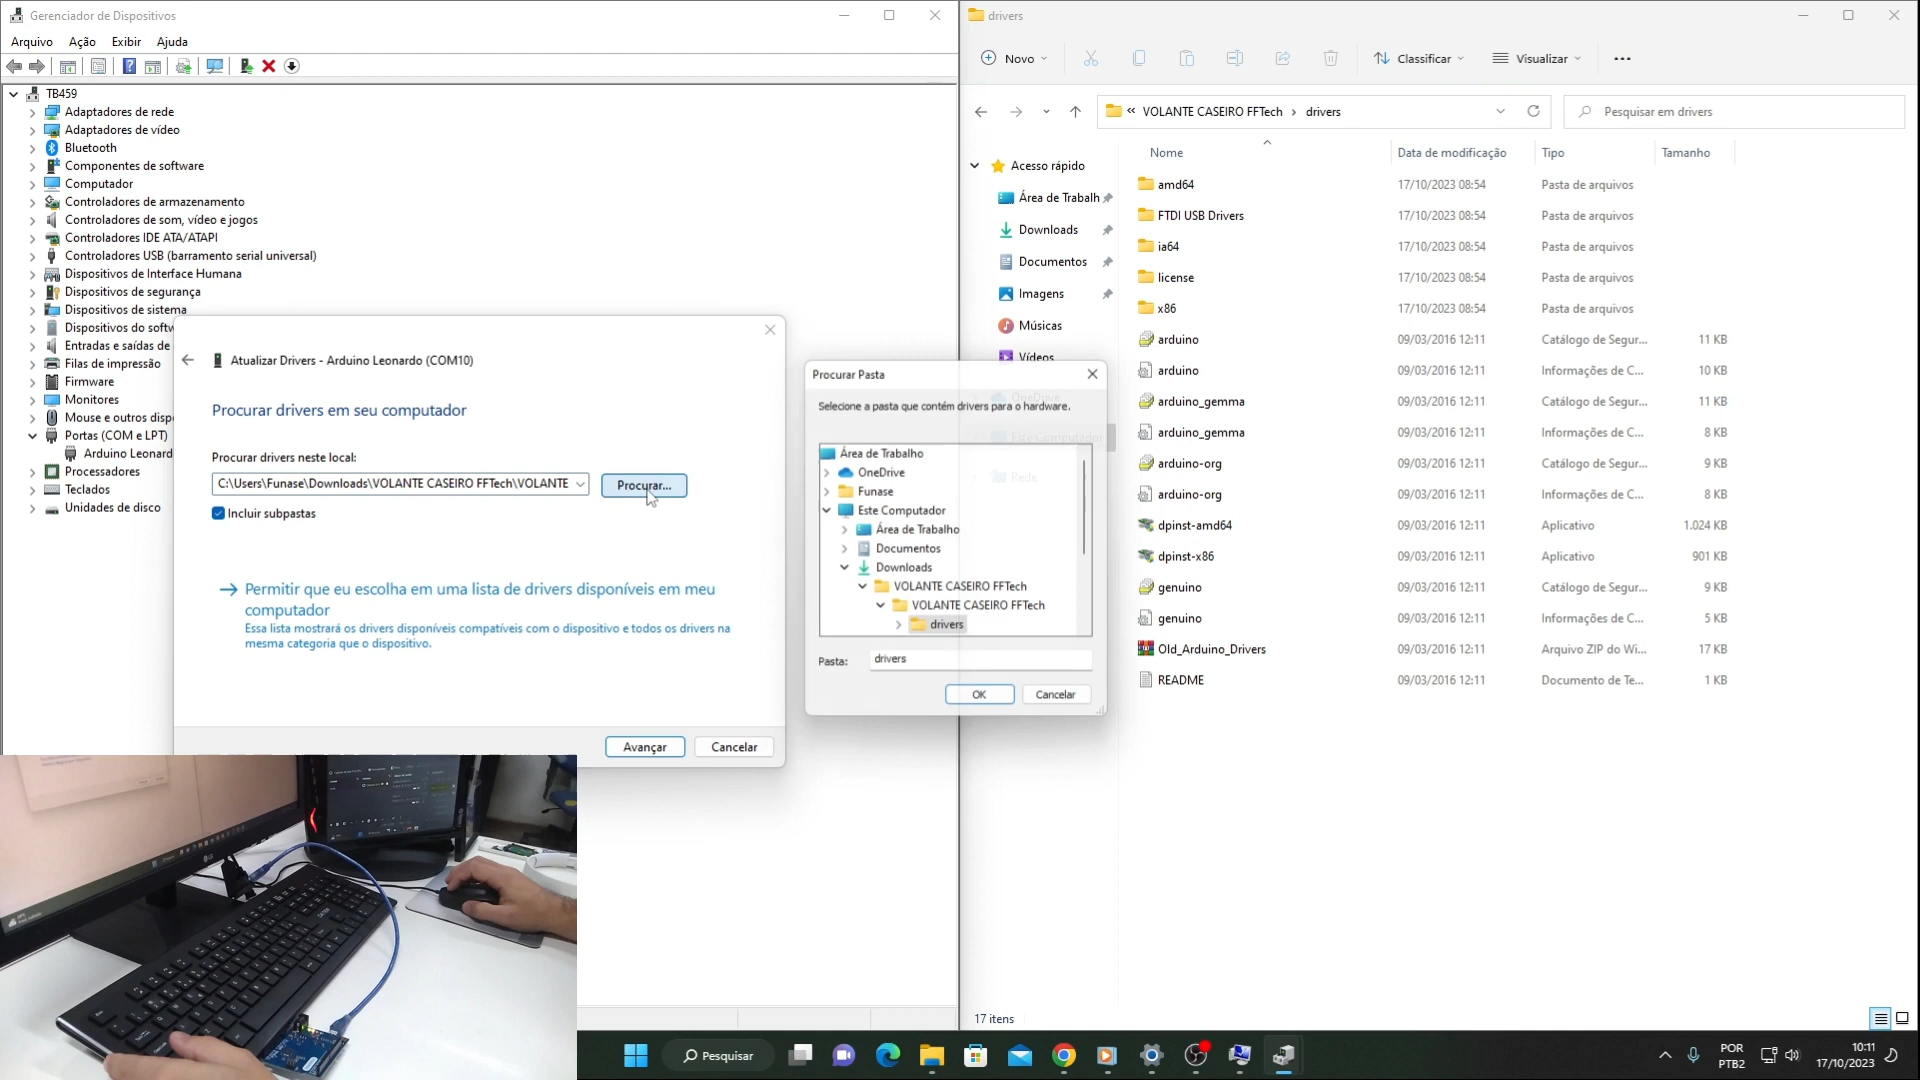 Gerenciador de Dispositivos
Arquivo Ação Exibir Ajuda
TB459
Adaptadores de rede
Adaptadores de vídeo
Bluetooth
Componentes de software
Computador
Controladores de armazenamento
Controladores de som, vídeo e jogos
Controladores IDE ATA/ATAPI
Controladores USB (barramento serial universal)
Dispositivos de Interface Humana
Dispositivos de segurança
Dispositivos de sistema
Dispositivos do softw
Entradas e saídas de
Filas de impressão
Firmware
Monitores
Mouse e outros dispo
Portas (COM e LPT)
Arduino Leonard
Processadores
Teclados
Unidades de disco
Atualizar Drivers - Arduino Leonardo (COM10)
Procurar drivers em seu computador
Procurar drivers neste local:
C:\Users\Funase\Downloads\VOLANTE CASEIRO FFTech\VOLANTE
Procurar...
Incluir subpastas
Permitir que eu escolha em uma lista de drivers disponíveis em meu
computador
Essa lista mostrará os drivers disponíveis compatíveis com o dispositivo e todos os drivers na
mesma categoria que o dispositivo.
Avançar Cancelar
Procurar Pasta
Selecione a pasta que contém drivers para o hardware.
Área de Trabalho
OneDrive
Funase
Este Computador
Área de Trabalho
Documentos
Downloads
VOLANTE CASEIRO FFTech
VOLANTE CASEIRO FFTech
drivers
Pasta: drivers
OK Cancelar
drivers
Novo Classificar Visualizar
« VOLANTE CASEIRO FFTech > drivers
Pesquisar em drivers
Acesso rápido
Área de Trabalh
Downloads
Documentos
Imagens
Músicas
Vídeos
OneDrive
Este Computador
Rede
Nome Data de modificação Tipo Tamanho
amd64 17/10/2023 08:54 Pasta de arquivos
FTDI USB Drivers 17/10/2023 08:54 Pasta de arquivos
ia64 17/10/2023 08:54 Pasta de arquivos
license 17/10/2023 08:54 Pasta de arquivos
x86 17/10/2023 08:54 Pasta de arquivos
arduino 09/03/2016 12:11 Catálogo de Segur... 11 KB
arduino 09/03/2016 12:11 Informações de C... 10 KB
arduino_gemma 09/03/2016 12:11 Catálogo de Segur... 11 KB
arduino_gemma 09/03/2016 12:11 Informações de C... 8 KB
arduino-org 09/03/2016 12:11 Catálogo de Segur... 9 KB
arduino-org 09/03/2016 12:11 Informações de C... 8 KB
dpinst-amd64 09/03/2016 12:11 Aplicativo 1.024 KB
dpinst-x86 09/03/2016 12:11 Aplicativo 901 KB
genuino 09/03/2016 12:11 Catálogo de Segur... 9 KB
genuino 09/03/2016 12:11 Informações de C... 5 KB
Old_Arduino_Drivers 09/03/2016 12:11 Arquivo ZIP do Wi... 17 KB
README 09/03/2016 12:11 Documento de Te... 1 KB
17 itens
Pesquisar
POR
PTB2
10:11
17/10/2023